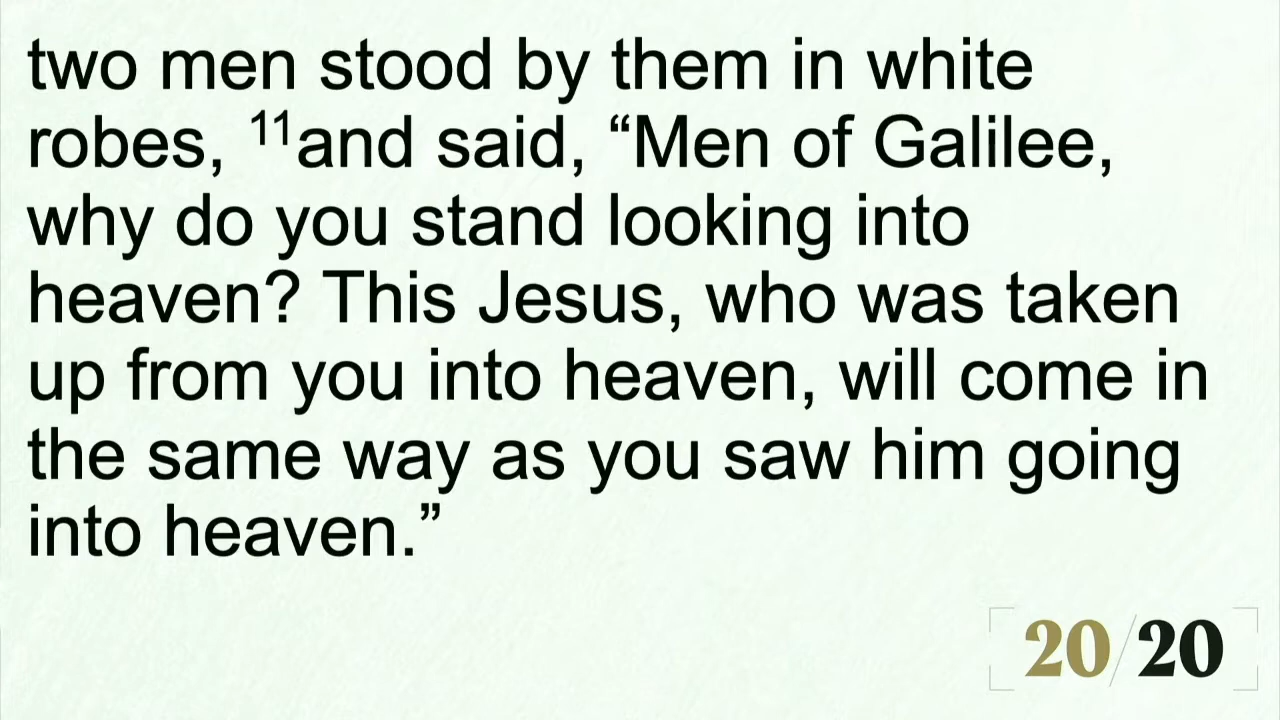 two men stood by them in white
robes, ¹¹and said, “Men of Galilee,
why do you stand looking into
heaven? This Jesus, who was taken
up from you into heaven, will come in
the same way as you saw him going
into heaven.”
20/20